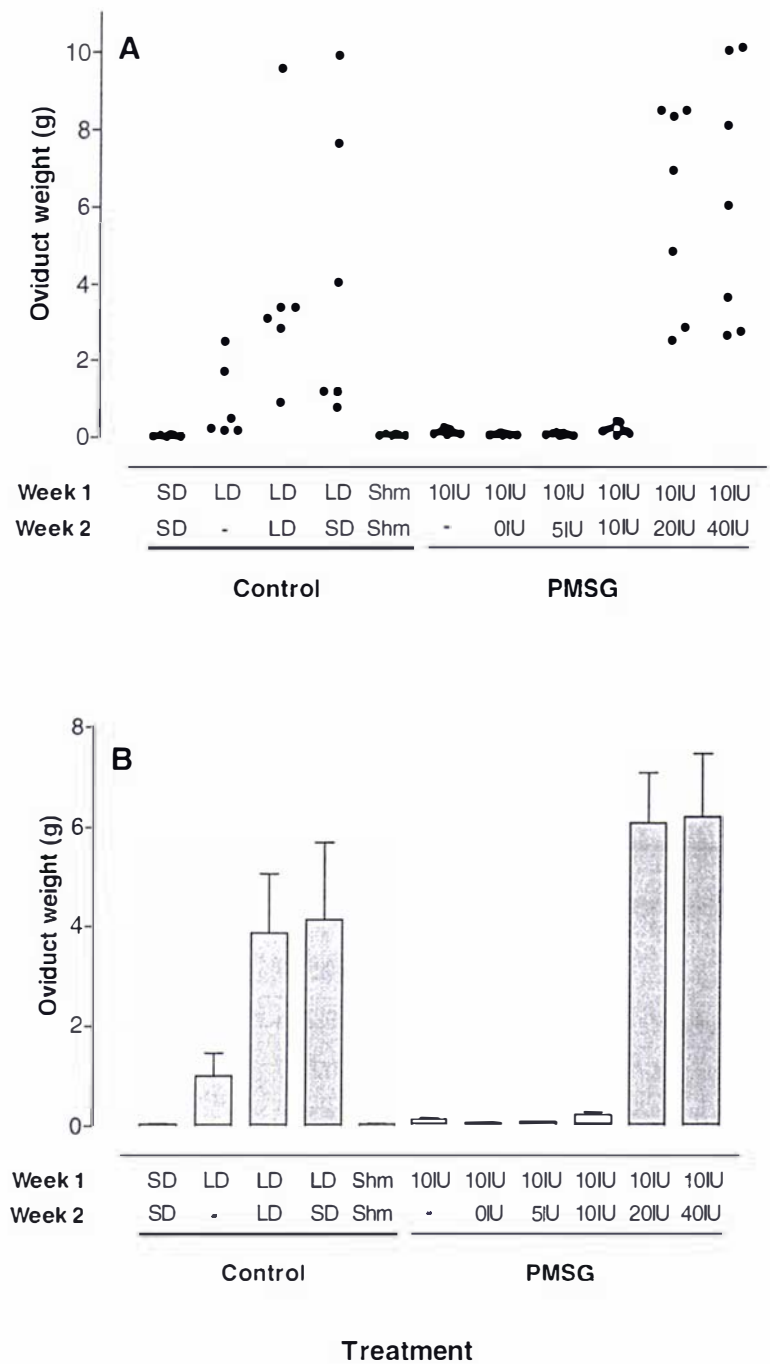 A
Oviduct weight (g)
10
8
6
4
2
0
Week 1 SD LD LD LD Shm 10IU 10IU 10IU 10IU 10IU 10IU
Week 2 SD - LD SD Shm - 0IU 5IU 10IU 20IU 40IU
Control PMSG
B
Oviduct weight (g)
8
6
4
2
0
Week 1 SD LD LD LD Shm 10IU 10IU 10IU 10IU 10IU 10IU
Week 2 SD - LD SD Shm - 0IU 5IU 10IU 20IU 40IU
Control PMSG
Treatment